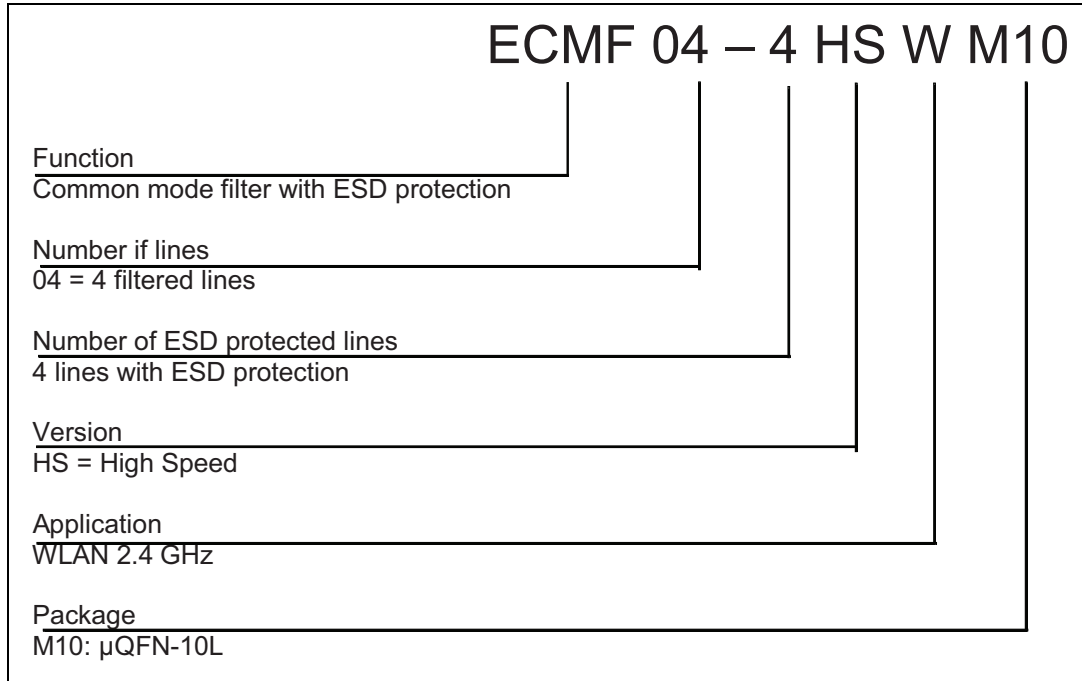 ECMF 04 – 4 HS W M10
Function
Common mode filter with ESD protection
Number if lines
04 = 4 filtered lines
Number of ESD protected lines
4 lines with ESD protection
Version
HS = High Speed
Application
WLAN 2.4 GHz
Package
M10: µQFN-10L